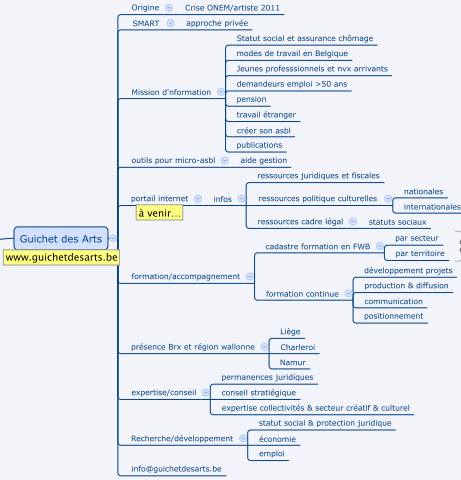 Origine
Crise ONEM/artiste 2011
SMART
approche privée
Mission d'nformation
Statut social et assurance chômage
modes de travail en Belgique
Jeunes professsionnels et nvx arrivants
demandeurs emploi >50 ans
pension
travail étranger
créer son asbl
publications
outils pour micro-asbl
aide gestion
portail internet
à venir...
infos
ressources juridiques et fiscales
ressources politique culturelles
nationales
internationales
ressources cadre légal
statuts sociaux
Guichet des Arts
www.guichetdesarts.be
formation/accompagnement
cadastre formation en FWB
par secteur
par territoire
formation continue
développement projets
production & diffusion
communication
positionnement
présence Brx et région wallonne
Liège
Charleroi
Namur
expertise/conseil
permanences juridiques
conseil stratiégique
expertise collectivités & secteur créatif & culturel
Recherche/développement
statut social & protection juridique
économie
emploi
info@guichetdesarts.be